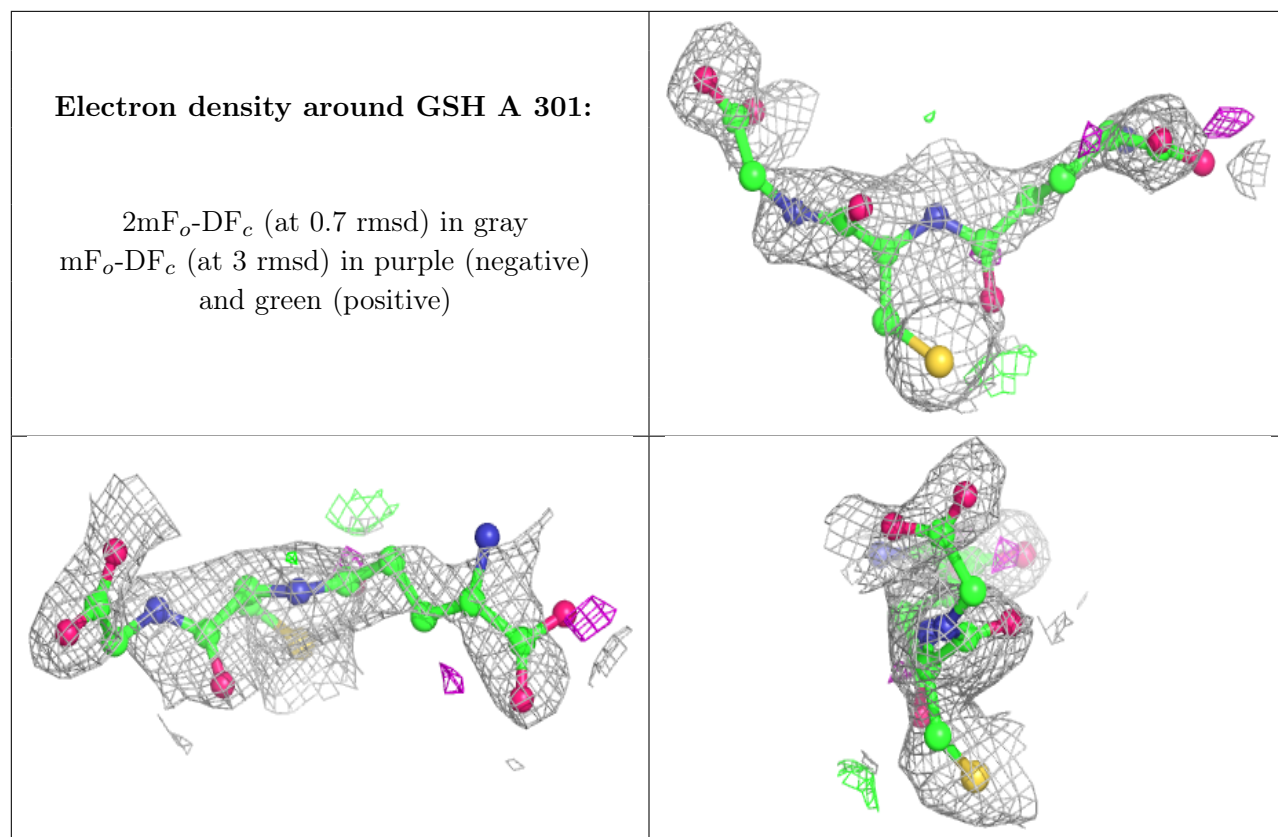 Electron density around GSH A 301:
2mFo-DFc (at 0.7 rmsd) in gray
mFo-DFc (at 3 rmsd) in purple (negative)
and green (positive)